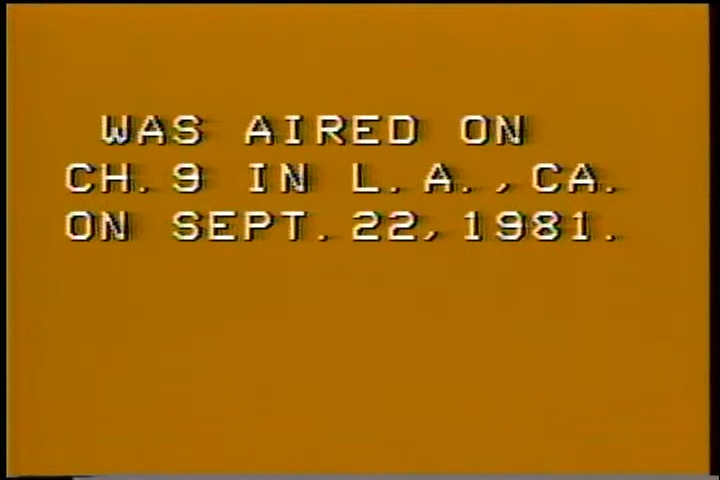 WAS AIRED ON
CH. 9 IN L. A., CA.
ON SEPT. 22, 1981.